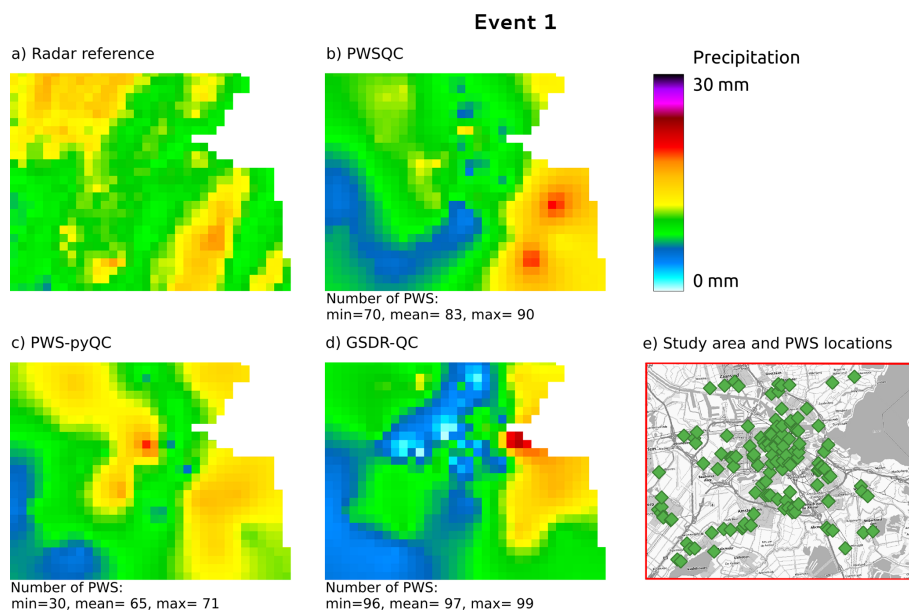 Event 1
a) Radar reference
b) PWSQC
Precipitation
30 mm
0 mm
Number of PWS:
min=70, mean= 83, max= 90
c) PWS-pyQC
d) GSDR-QC
e) Study area and PWS locations
Number of PWS:
min=30, mean= 65, max= 71
Number of PWS:
min=96, mean= 97, max= 99